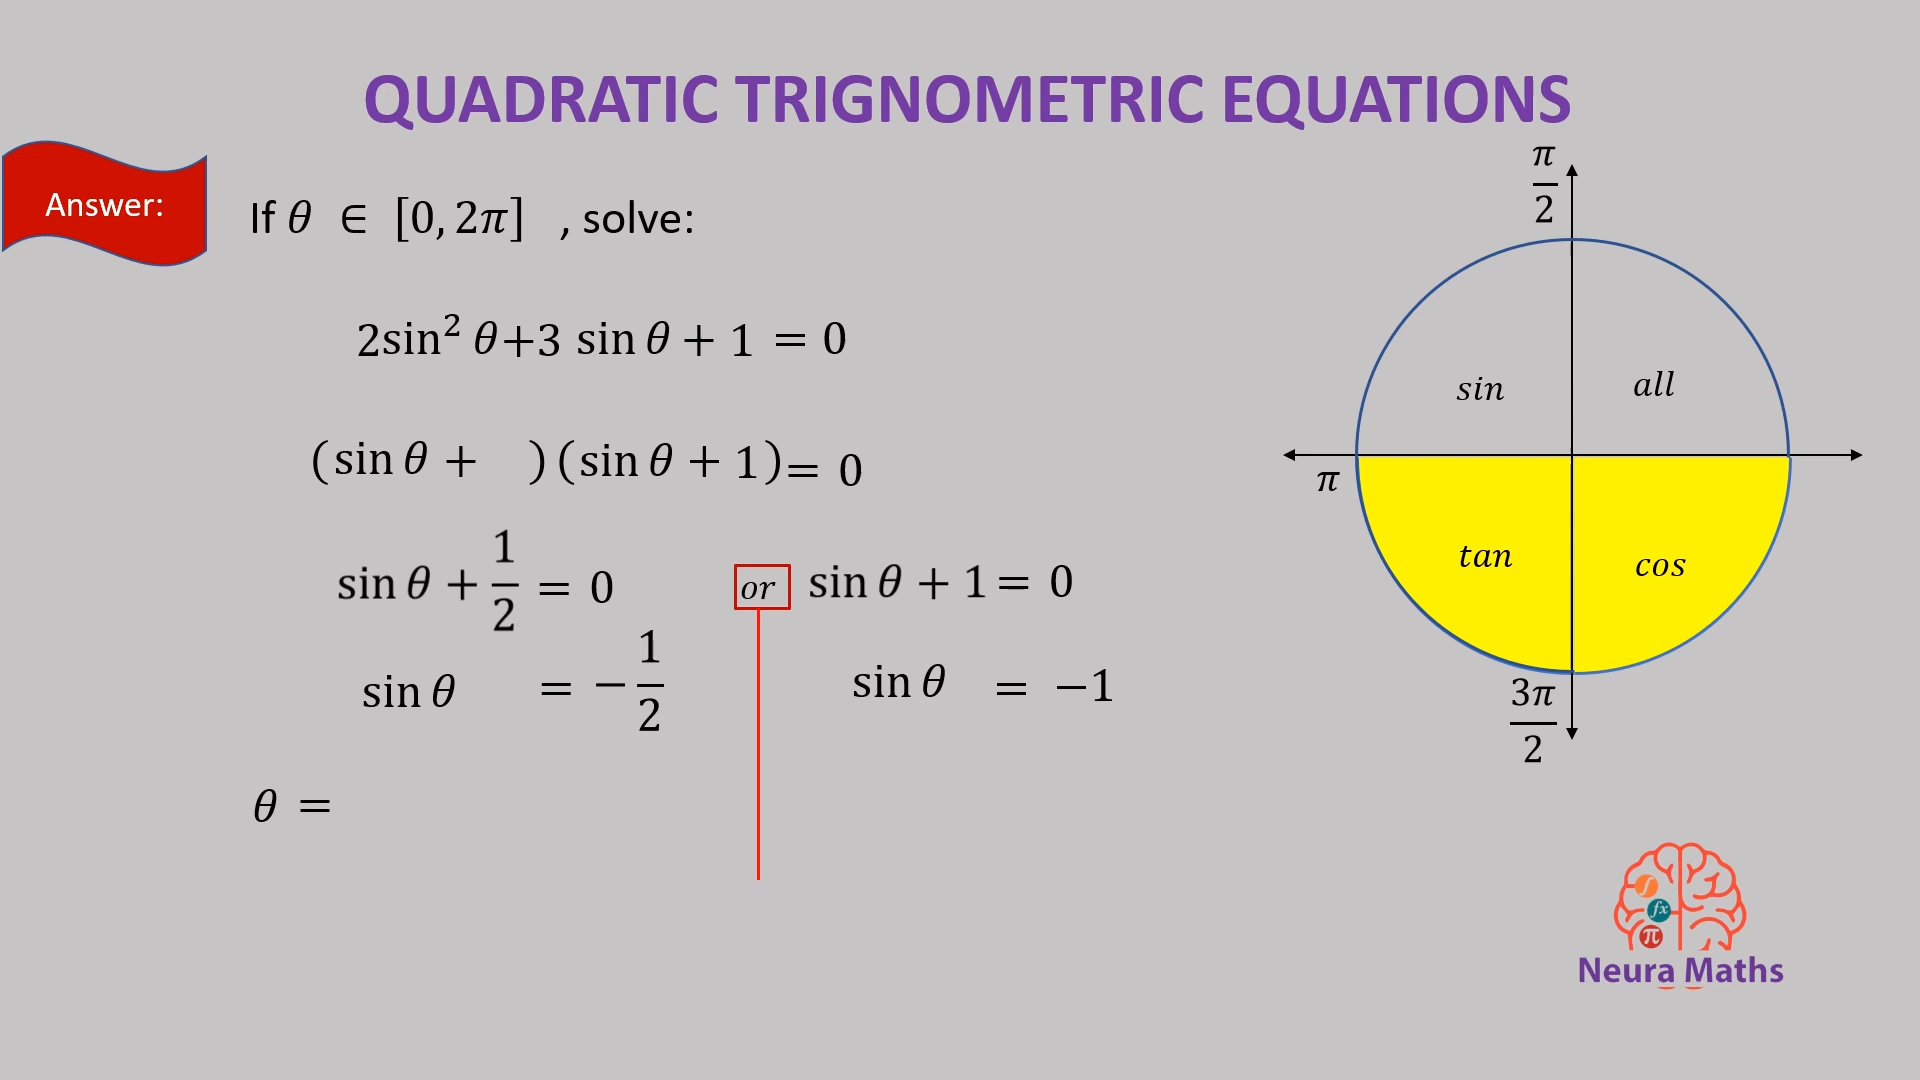 QUADRATIC TRIGNOMETRIC EQUATIONS
Answer:
If θ ∈ [0, 2π] , solve:
2sin² θ+3 sin θ + 1 = 0
(sin θ + ) (sin θ + 1) = 0
sin θ + 1/2 = 0 or sin θ + 1 = 0
sin θ = − 1/2 sin θ = −1
θ =
π/2
sin all
π
tan cos
3π/2
fx
π
Neura Maths